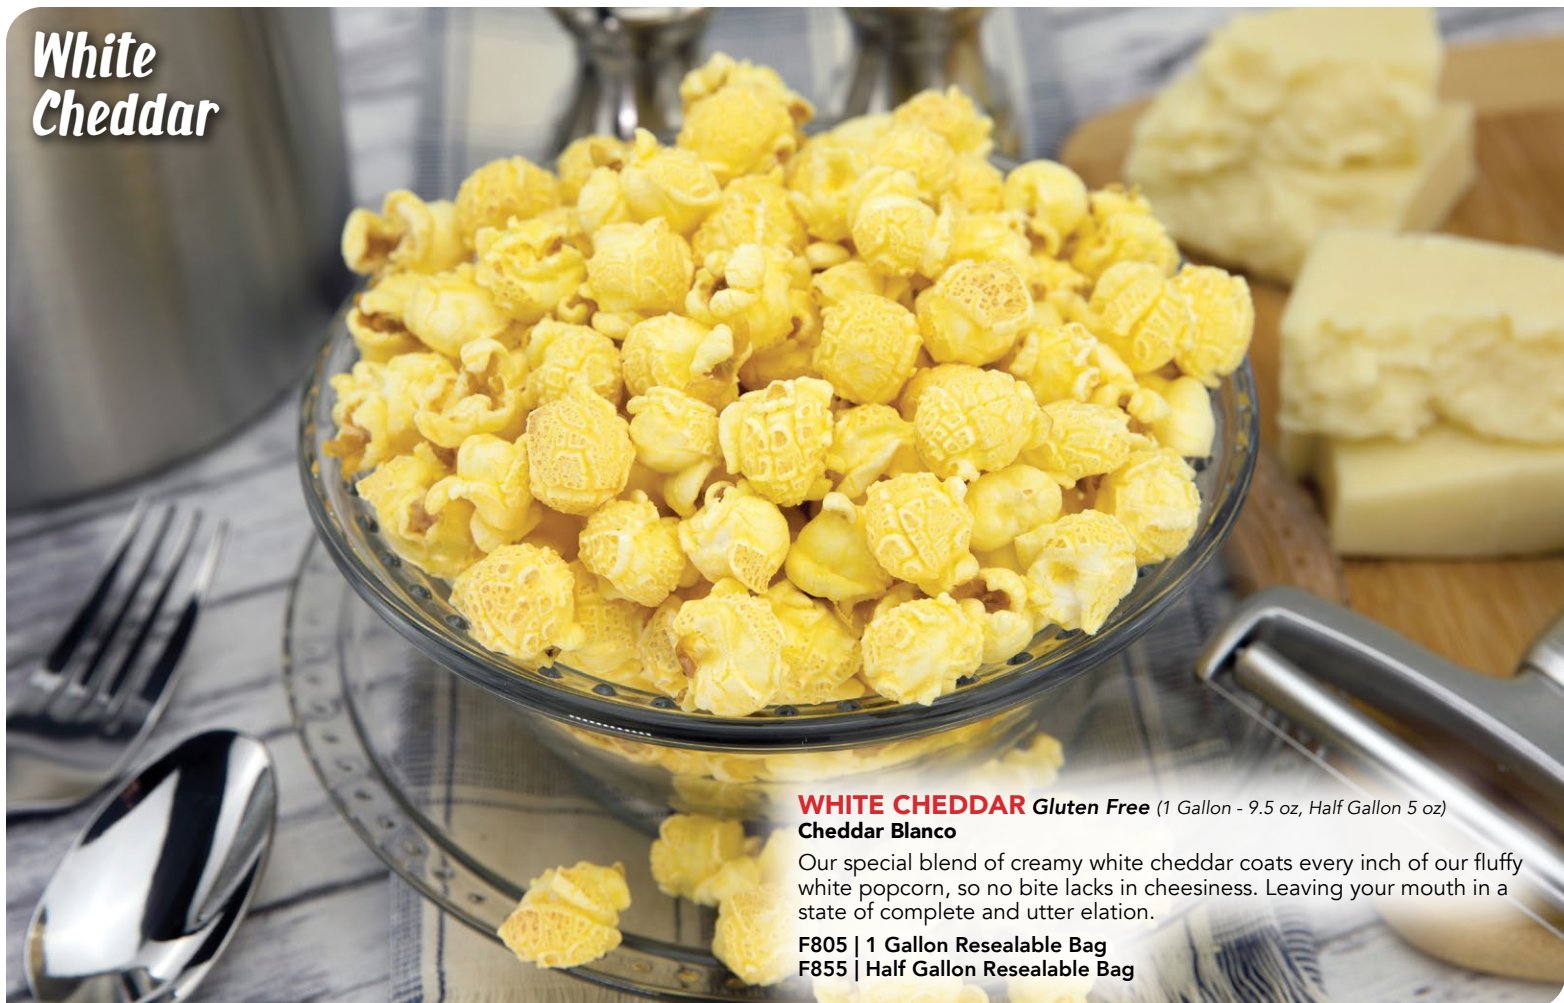 White
Cheddar
WHITE CHEDDAR Gluten Free (1 Gallon - 9.5 oz, Half Gallon 5 oz)
Cheddar Blanco
Our special blend of creamy white cheddar coats every inch of our fluffy
white popcorn, so no bite lacks in cheesiness. Leaving your mouth in a
state of complete and utter elation.
F805 | 1 Gallon Resealable Bag
F855 | Half Gallon Resealable Bag